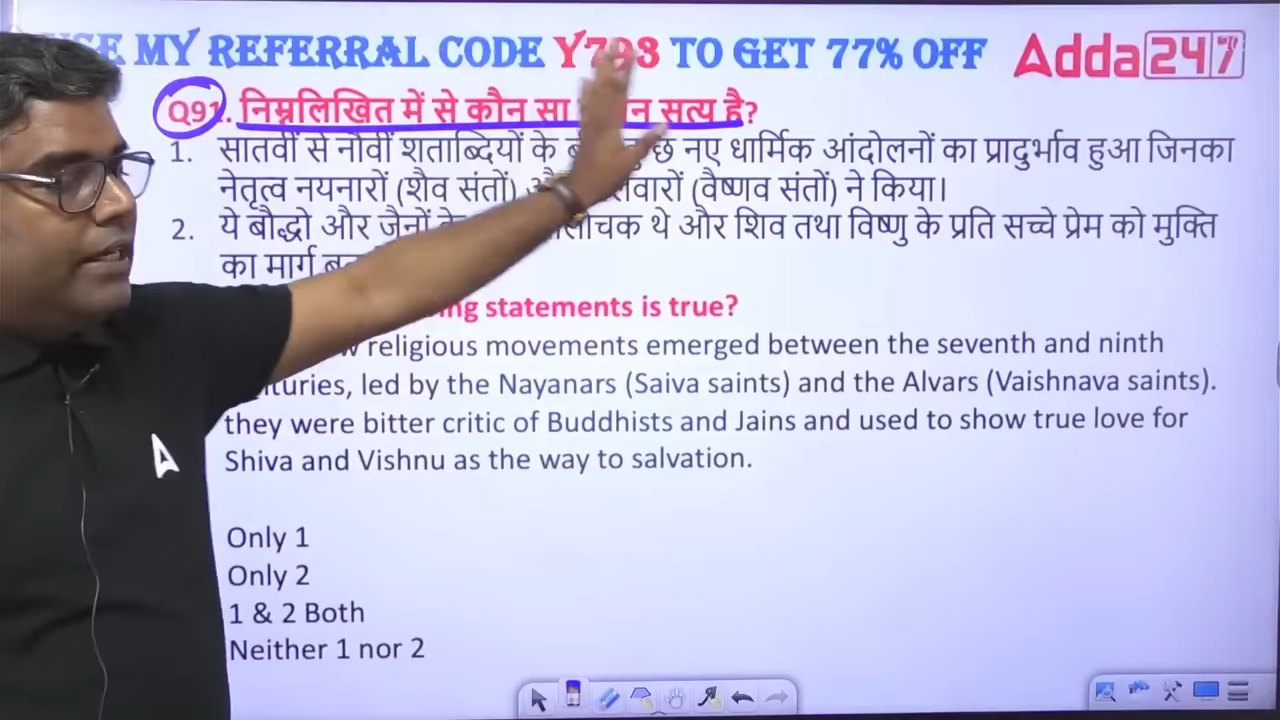 USE MY REFERRAL CODE Y793 TO GET 77% OFF
Adda 247
Q91. निम्नलिखित में से कौन सा सत्य है?
1. सातवीं से नौवीं शताब्दियों के नए धार्मिक आंदोलनों का प्रादुर्भाव हुआ जिनका
नेतृत्व नयनारों (शैव संतों) (वैष्णव संतों) ने किया।
2. ये बौद्धो और जैनों थे और शिव तथा विष्णु के प्रति सच्चे प्रेम को मुक्ति
का मार्ग
statements is true?
religious movements emerged between the seventh and ninth
led by the Nayanars (Saiva saints) and the Alvars (Vaishnava saints).
they were bitter critic of Buddhists and Jains and used to show true love for
Shiva and Vishnu as the way to salvation.
Only 1
Only 2
1 & 2 Both
Neither 1 nor 2